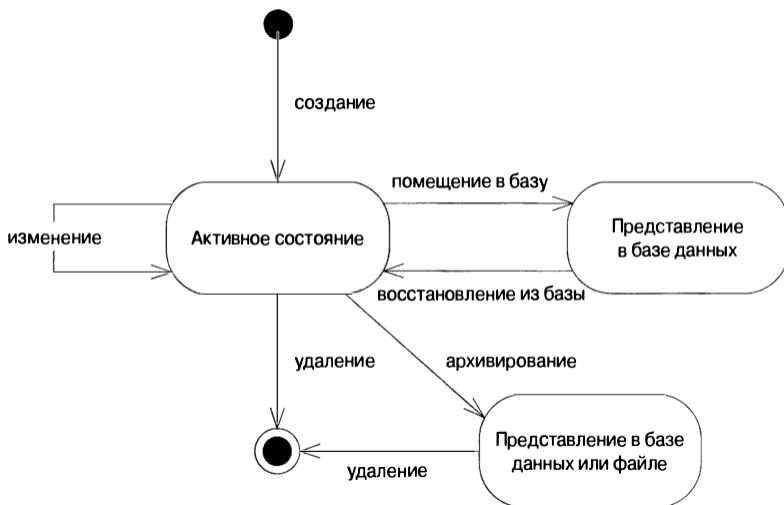 создание
помещение в базу
изменение
Активное состояние
Представление
в базе данных
восстановление из базы
удаление
архивирование
Представление в базе
данных или файле
удаление